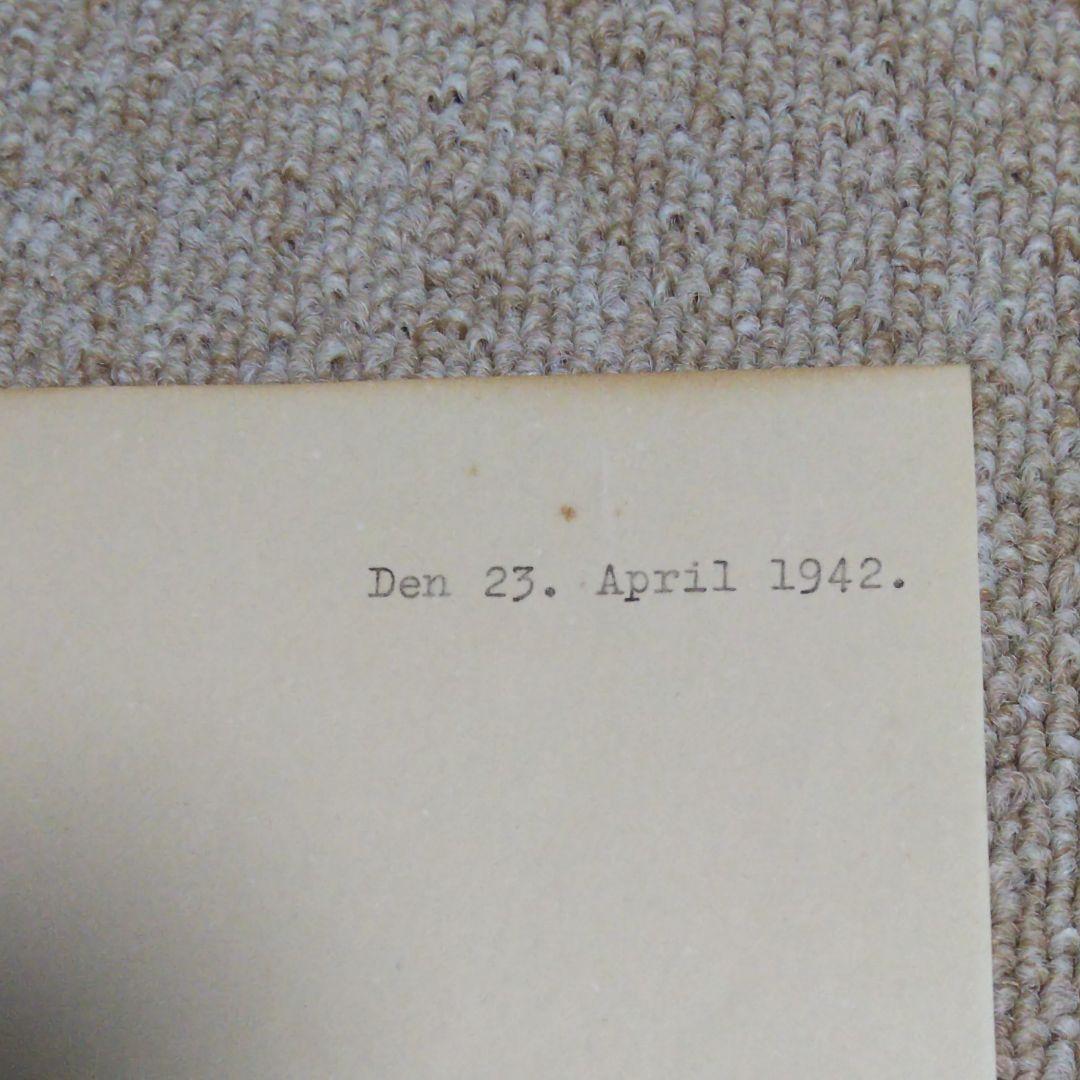 Den 23. April 1942.